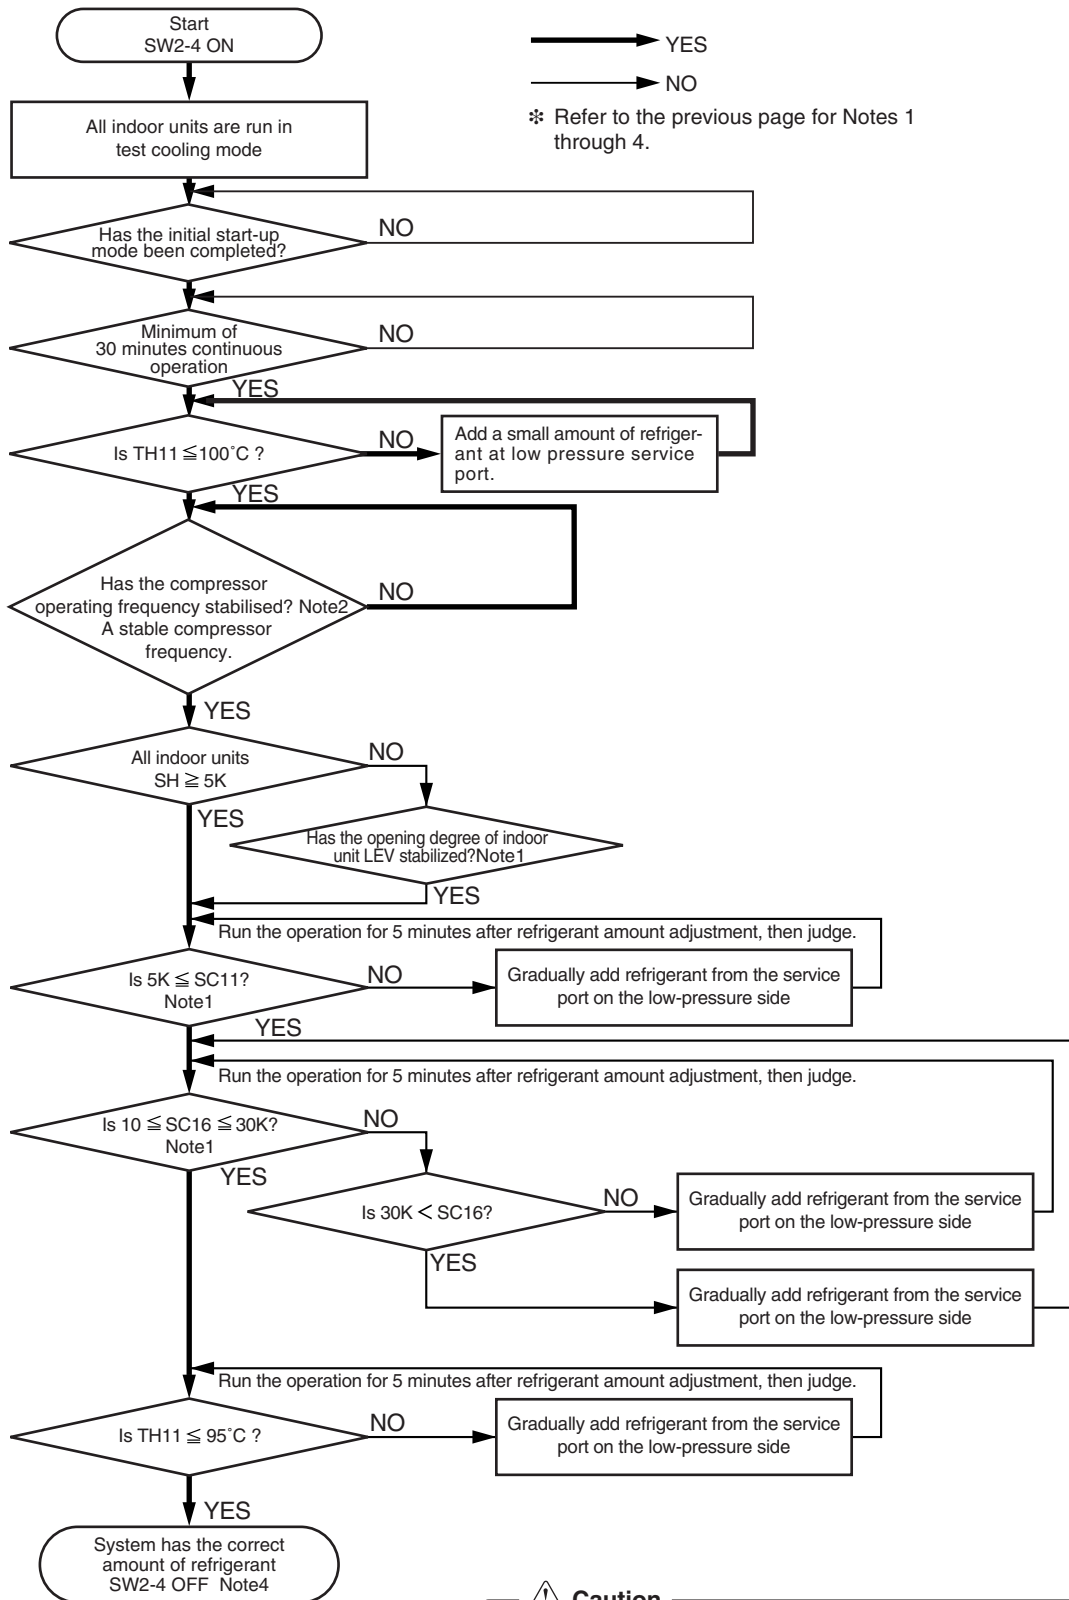 Start
SW2-4 ON
YES
NO
❇ Refer to the previous page for Notes 1
through 4.
All indoor units are run in
test cooling mode
Has the initial start-up
mode been completed?
NO
Minimum of
30 minutes continuous
operation
NO
YES
Is TH11 ≦100˚C ?
NO
Add a small amount of refriger-
ant at low pressure service
port.
YES
Has the compressor
operating frequency stabilised? Note2
A stable compressor
frequency.
NO
YES
All indoor units
SH ≧ 5K
NO
YES
Has the opening degree of indoor
unit LEV stabilized?Note1
YES
Run the operation for 5 minutes after refrigerant amount adjustment, then judge.
Is 5K ≦ SC11?
Note1
NO
Gradually add refrigerant from the service
port on the low-pressure side
YES
Run the operation for 5 minutes after refrigerant amount adjustment, then judge.
Is 10 ≦ SC16 ≦ 30K?
Note1
NO
YES
Is 30K < SC16?
NO
Gradually add refrigerant from the service
port on the low-pressure side
YES
Gradually add refrigerant from the service
port on the low-pressure side
Run the operation for 5 minutes after refrigerant amount adjustment, then judge.
Is TH11 ≦ 95˚C ?
NO
Gradually add refrigerant from the service
port on the low-pressure side
YES
System has the correct
amount of refrigerant
SW2-4 OFF Note4
Caution